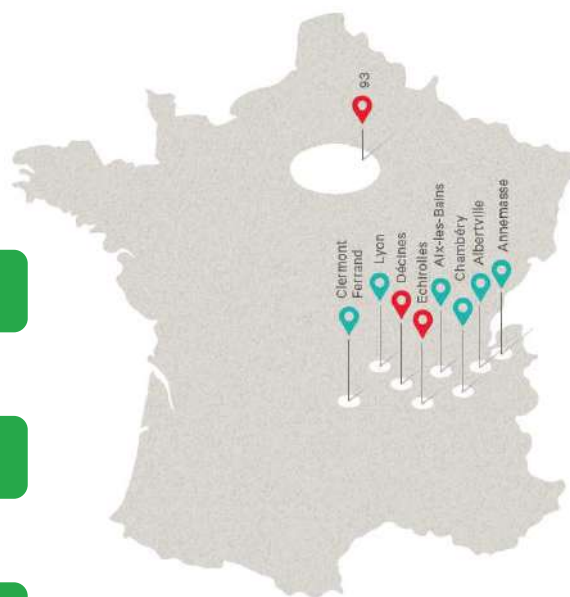 93
Clermont
Ferrand
Lyon
Décines
Echirolles
Aix-les-Bains
Chambéry
Albertville
Annemasse